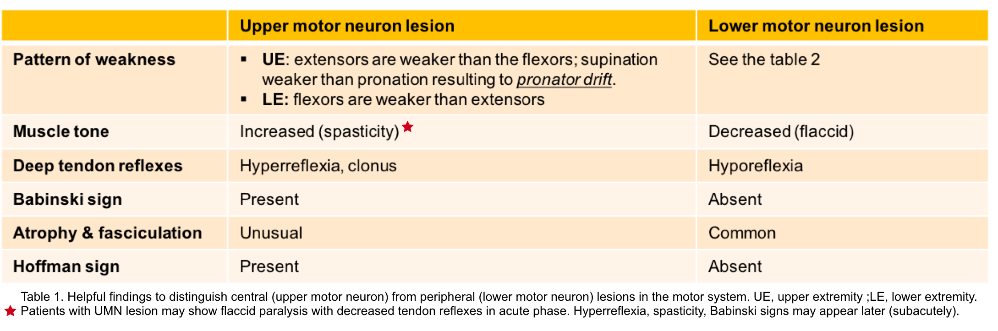 Upper motor neuron lesion Lower motor neuron lesion
Pattern of weakness ▪ UE: extensors are weaker than the flexors; supination See the table 2
weaker than pronation resulting to pronator drift.
▪ LE: flexors are weaker than extensors
Muscle tone Increased (spasticity)★ Decreased (flaccid)
Deep tendon reflexes Hyperreflexia, clonus Hyporeflexia
Babinski sign Present Absent
Atrophy & fasciculation Unusual Common
Hoffman sign Present Absent
Table 1. Helpful findings to distinguish central (upper motor neuron) from peripheral (lower motor neuron) lesions in the motor system. UE, upper extremity ;LE, lower extremity.
★ Patients with UMN lesion may show flaccid paralysis with decreased tendon reflexes in acute phase. Hyperreflexia, spasticity, Babinski signs may appear later (subacutely).